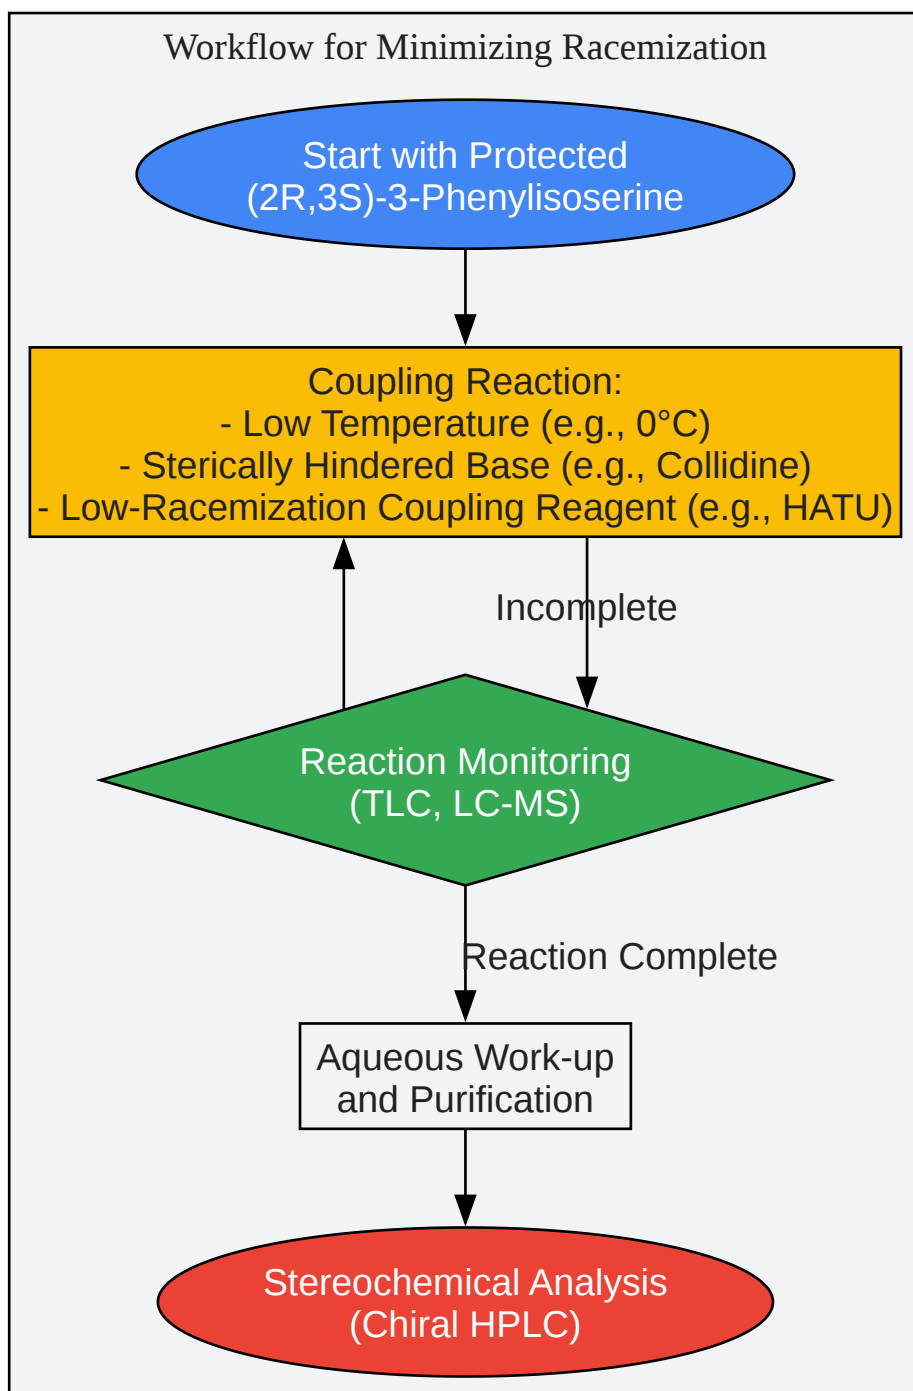 Workflow for Minimizing Racemization
Start with Protected
(2R,3S)-3-Phenylisoserine
Coupling Reaction:
- Low Temperature (e.g., 0°C)
- Sterically Hindered Base (e.g., Collidine)
- Low-Racemization Coupling Reagent (e.g., HATU)
Incomplete
Reaction Monitoring
(TLC, LC-MS)
Reaction Complete
Aqueous Work-up
and Purification
Stereochemical Analysis
(Chiral HPLC)